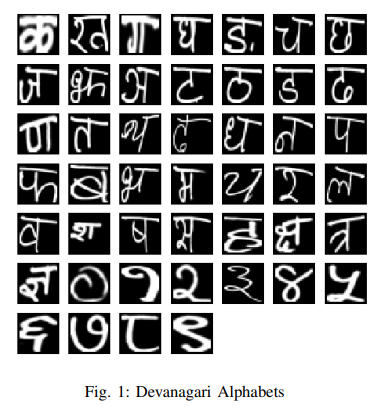 क ख ग घ ङ च छ
ज झ ञ ट ठ ड ढ
ण त थ द ध न प
फ ब भ म य र ल
व श ष स ह क्ष त्र
ज्ञ ० १ २ ३ ४ ५
६ ७ ८ ९
Fig. 1: Devanagari Alphabets